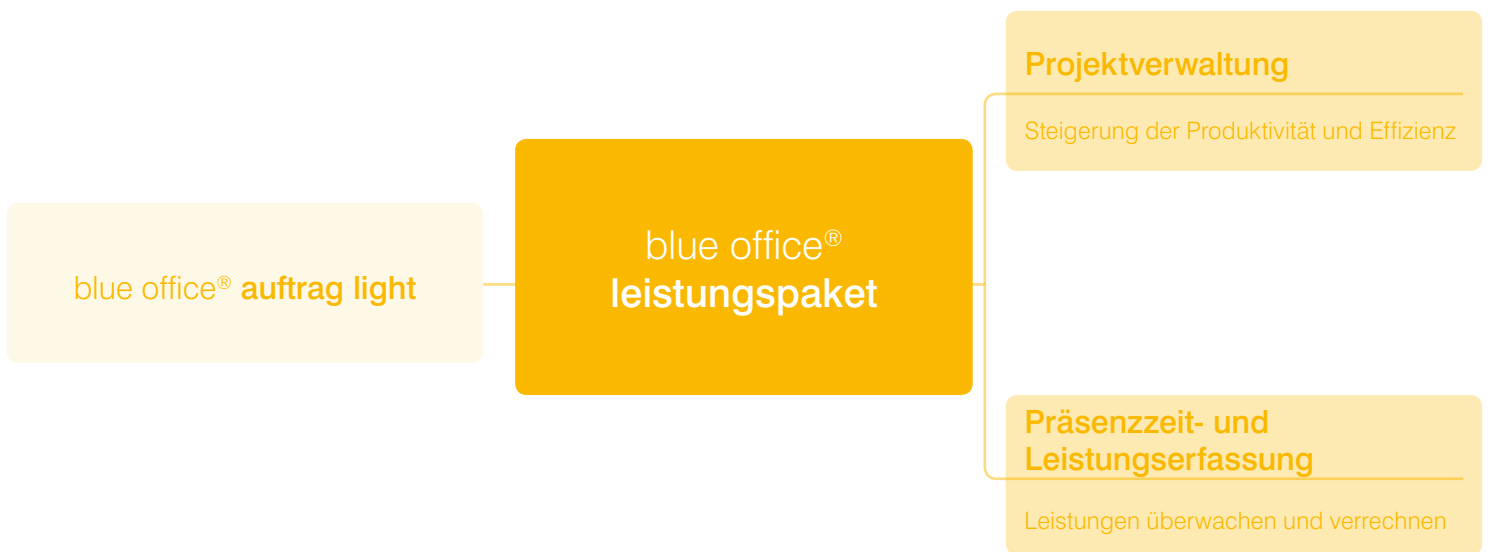 blue office® auftrag light
blue office®
leistungspaket
Projektverwaltung
Steigerung der Produktivität und Effizienz
Präsenzzeit- und
Leistungserfassung
Leistungen überwachen und verrechnen